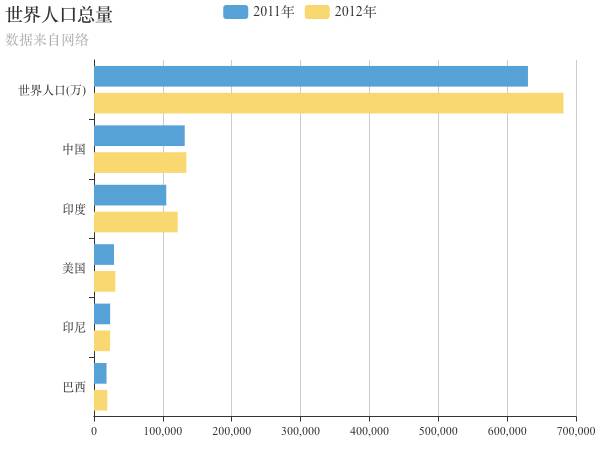 世界人口总量
数据来自网络
2011年
2012年
世界人口(万)
中国
印度
美国
印尼
巴西
0
100,000
200,000
300,000
400,000
500,000
600,000
700,000